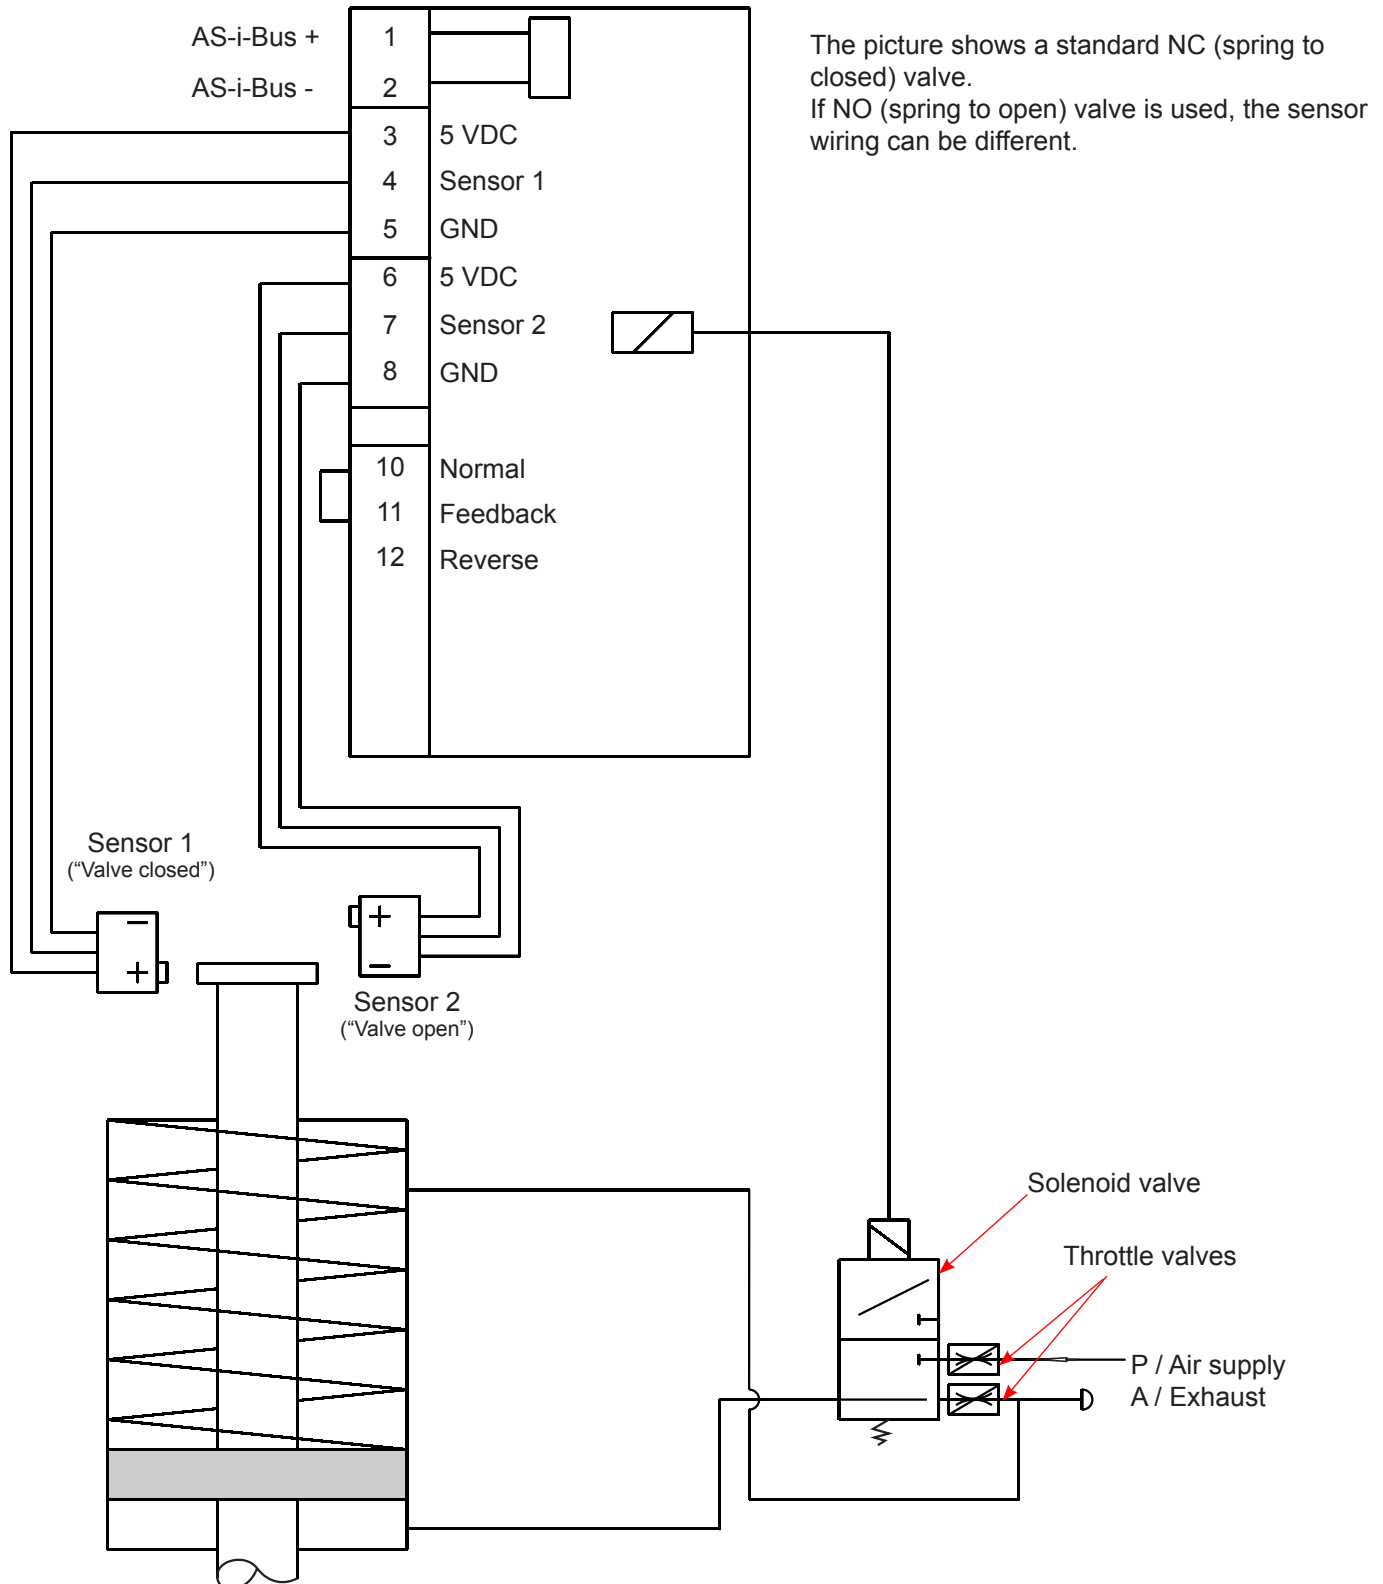 AS-i-Bus + 1
AS-i-Bus - 2
The picture shows a standard NC (spring to
closed) valve.
If NO (spring to open) valve is used, the sensor
wiring can be different.
3 5 VDC
4 Sensor 1
5 GND
6 5 VDC
7 Sensor 2
8 GND
10 Normal
11 Feedback
12 Reverse
Sensor 1
(“Valve closed”)
− +
+ −
Sensor 2
(“Valve open”)
Solenoid valve
Throttle valves
P / Air supply
A / Exhaust